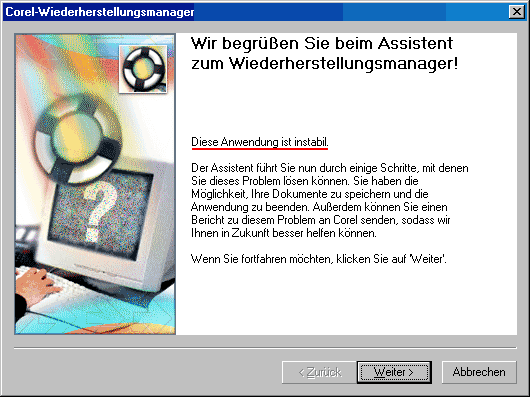 Corel-Wiederherstellungsmanager
Wir begrüßen Sie beim Assistent
zum Wiederherstellungsmanager!
Diese Anwendung ist instabil.
Der Assistent führt Sie nun durch einige Schritte, mit denen
Sie dieses Problem lösen können. Sie haben die
Möglichkeit, Ihre Dokumente zu speichern und die
Anwendung zu beenden. Außerdem können Sie einen
Bericht zu diesem Problem an Corel senden, sodass wir
Ihnen in Zukunft besser helfen können.
Wenn Sie fortfahren möchten, klicken Sie auf 'Weiter'.
?
< Zurück
Weiter >
Abbrechen